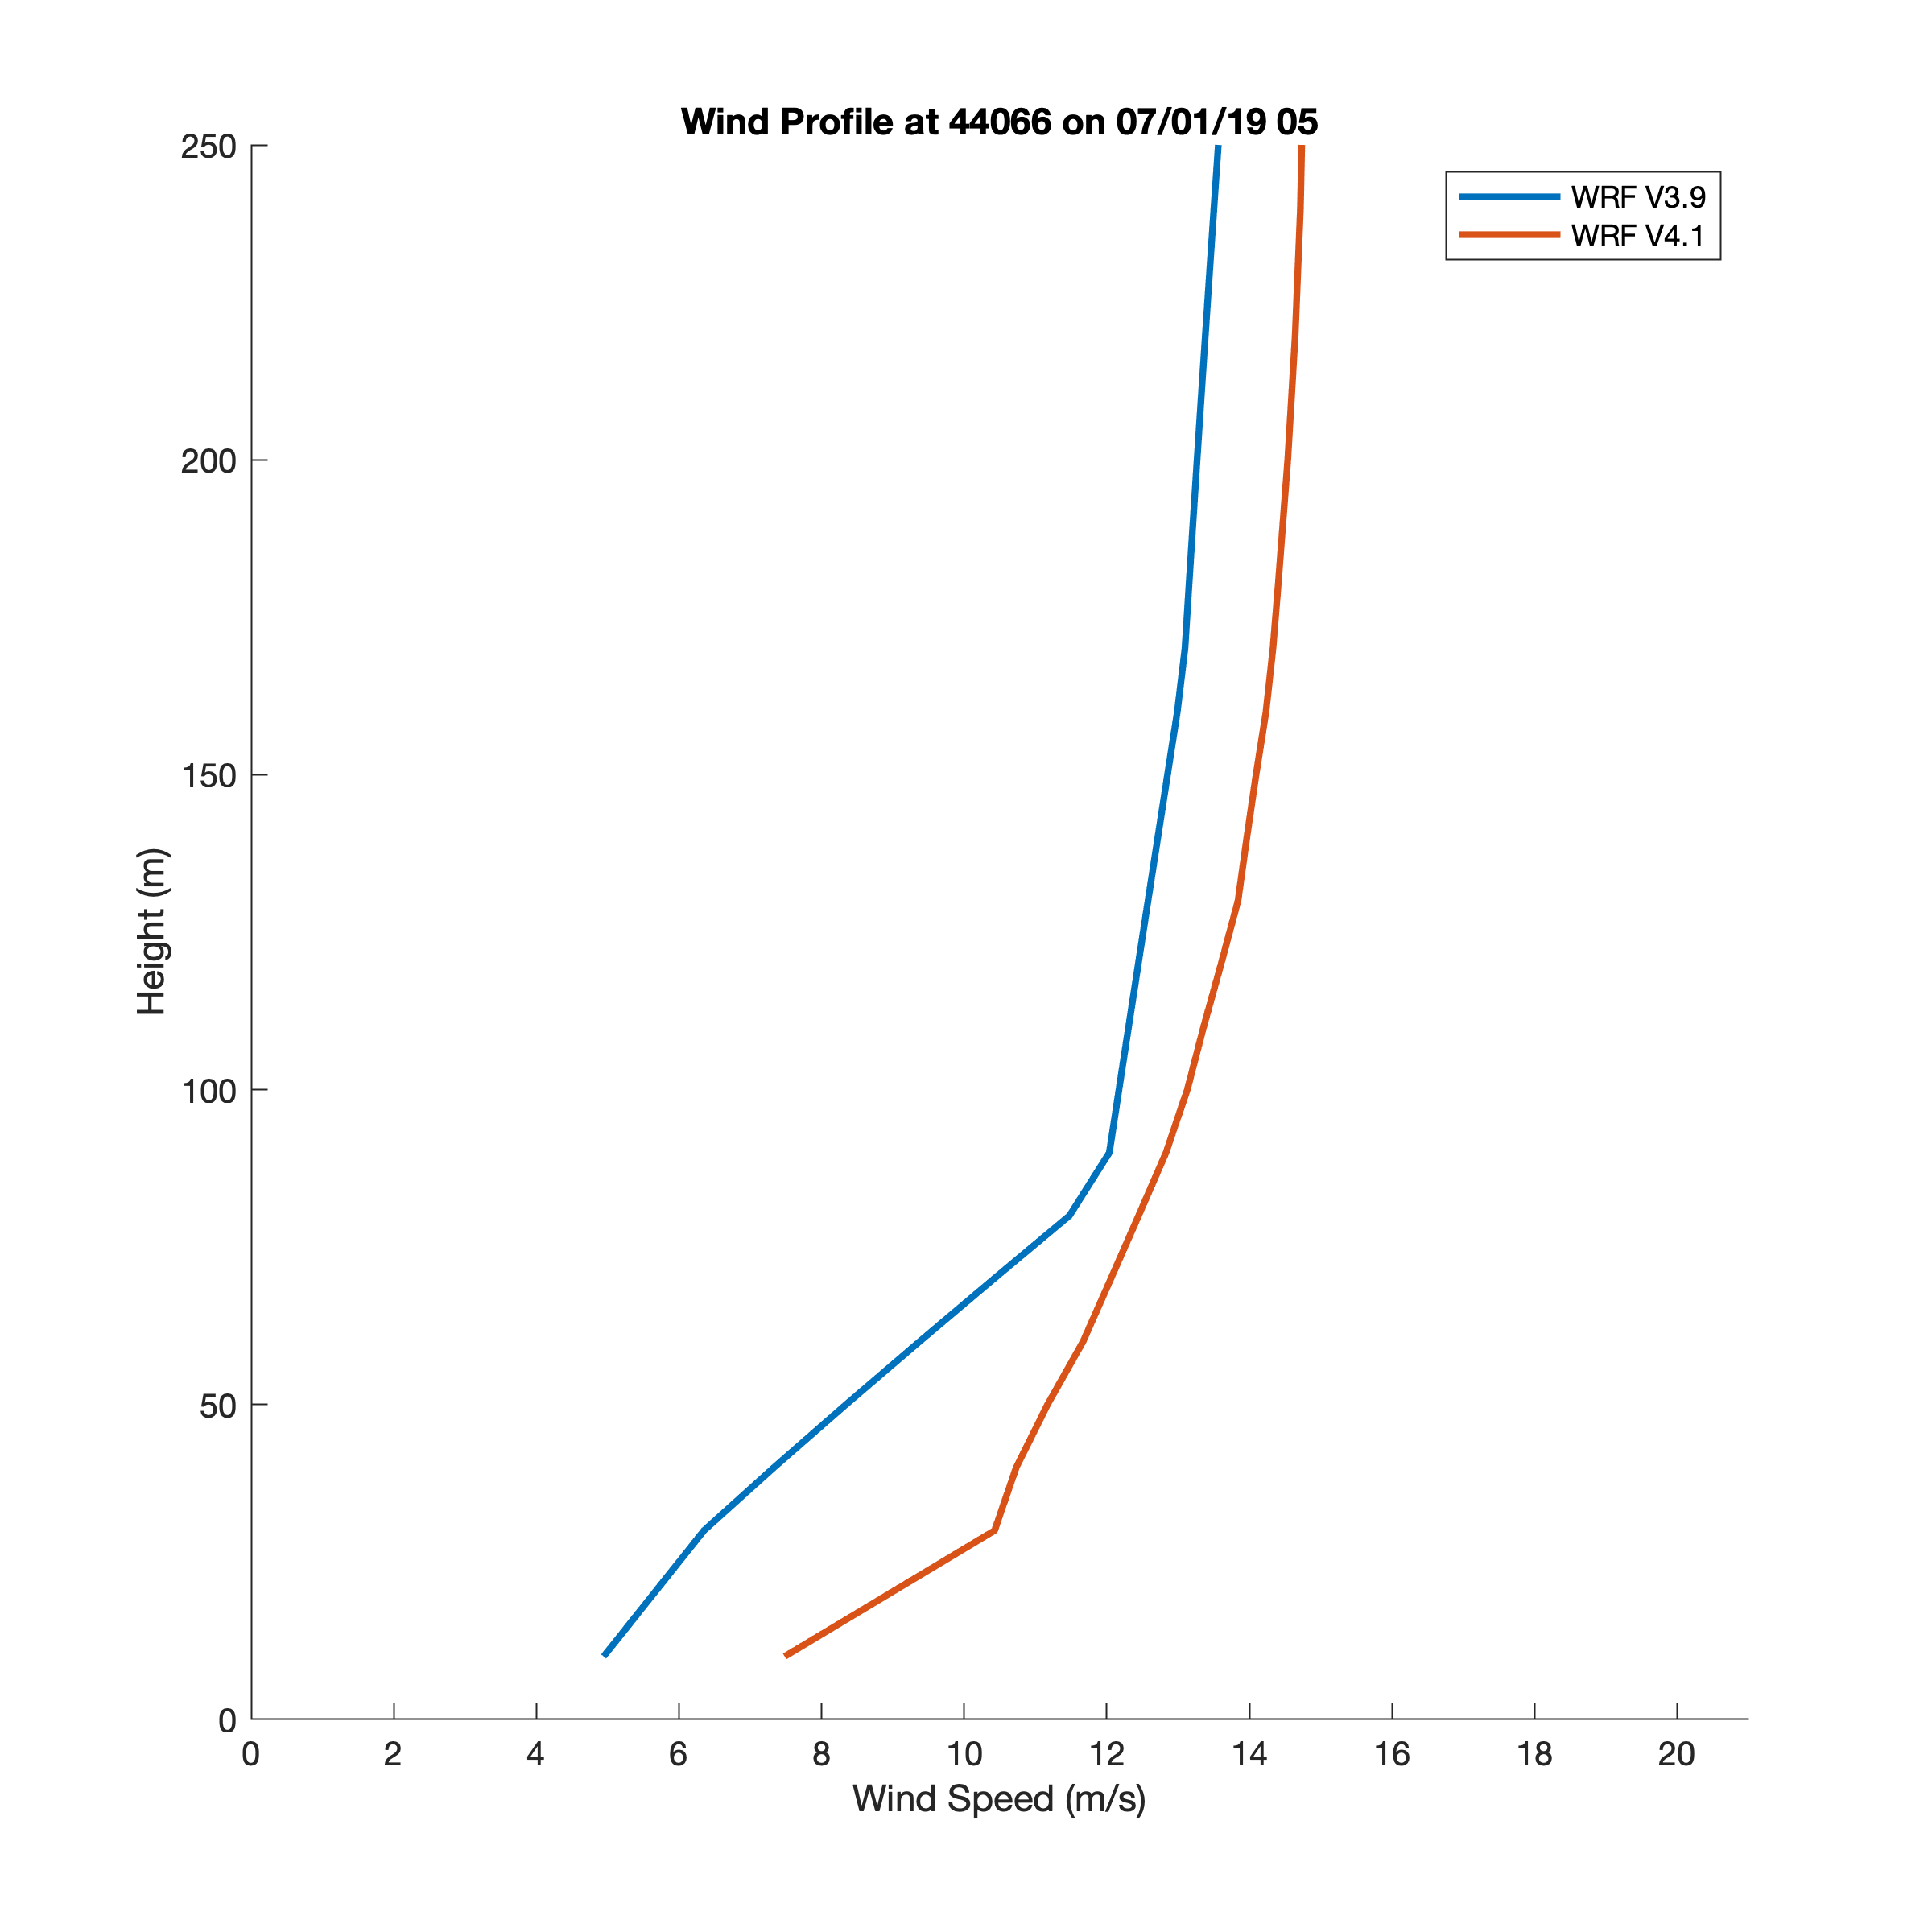 Wind Profile at 44066 on 07/01/19 05
250
WRF V3.9
WRF V4.1
200
150
Height (m)
100
50
0
0 2 4 6 8 10 12 14 16 18 20
Wind Speed (m/s)